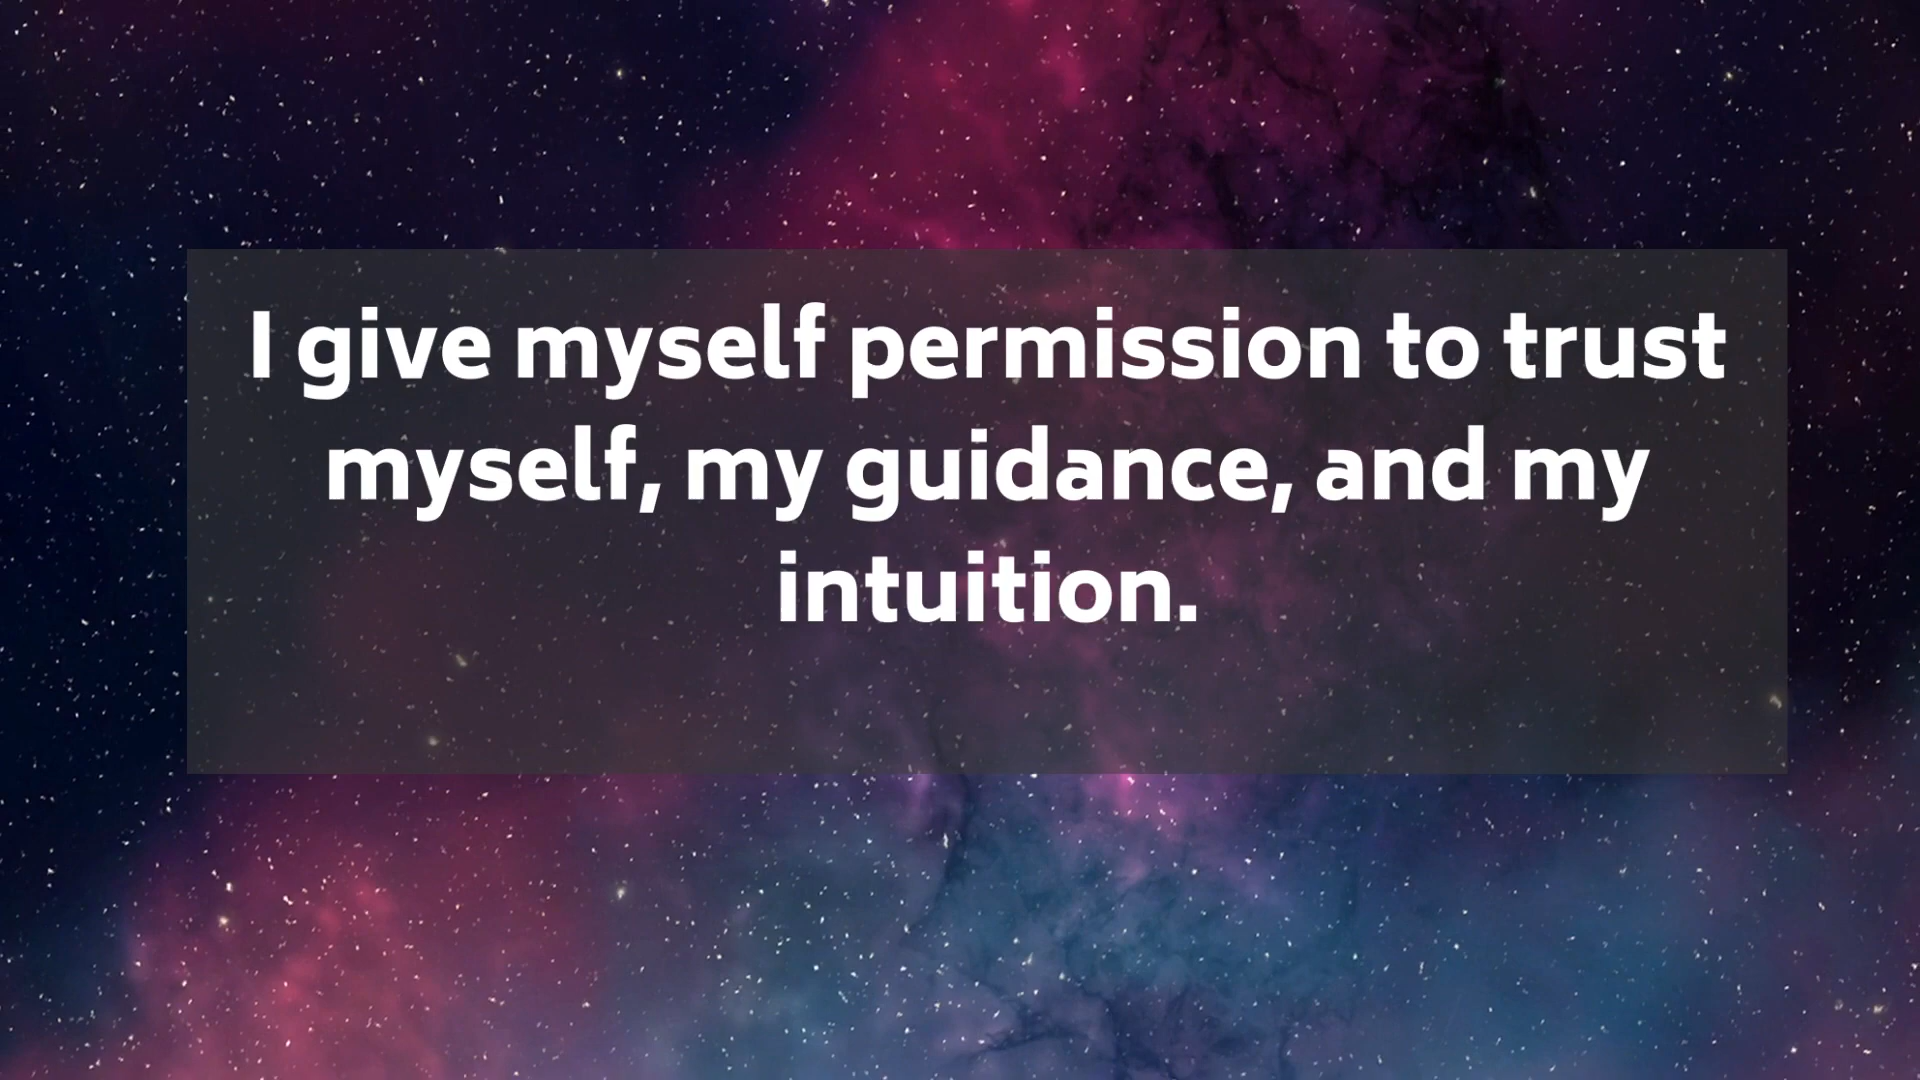 I give myself permission to trust
myself, my guidance, and my
intuition.